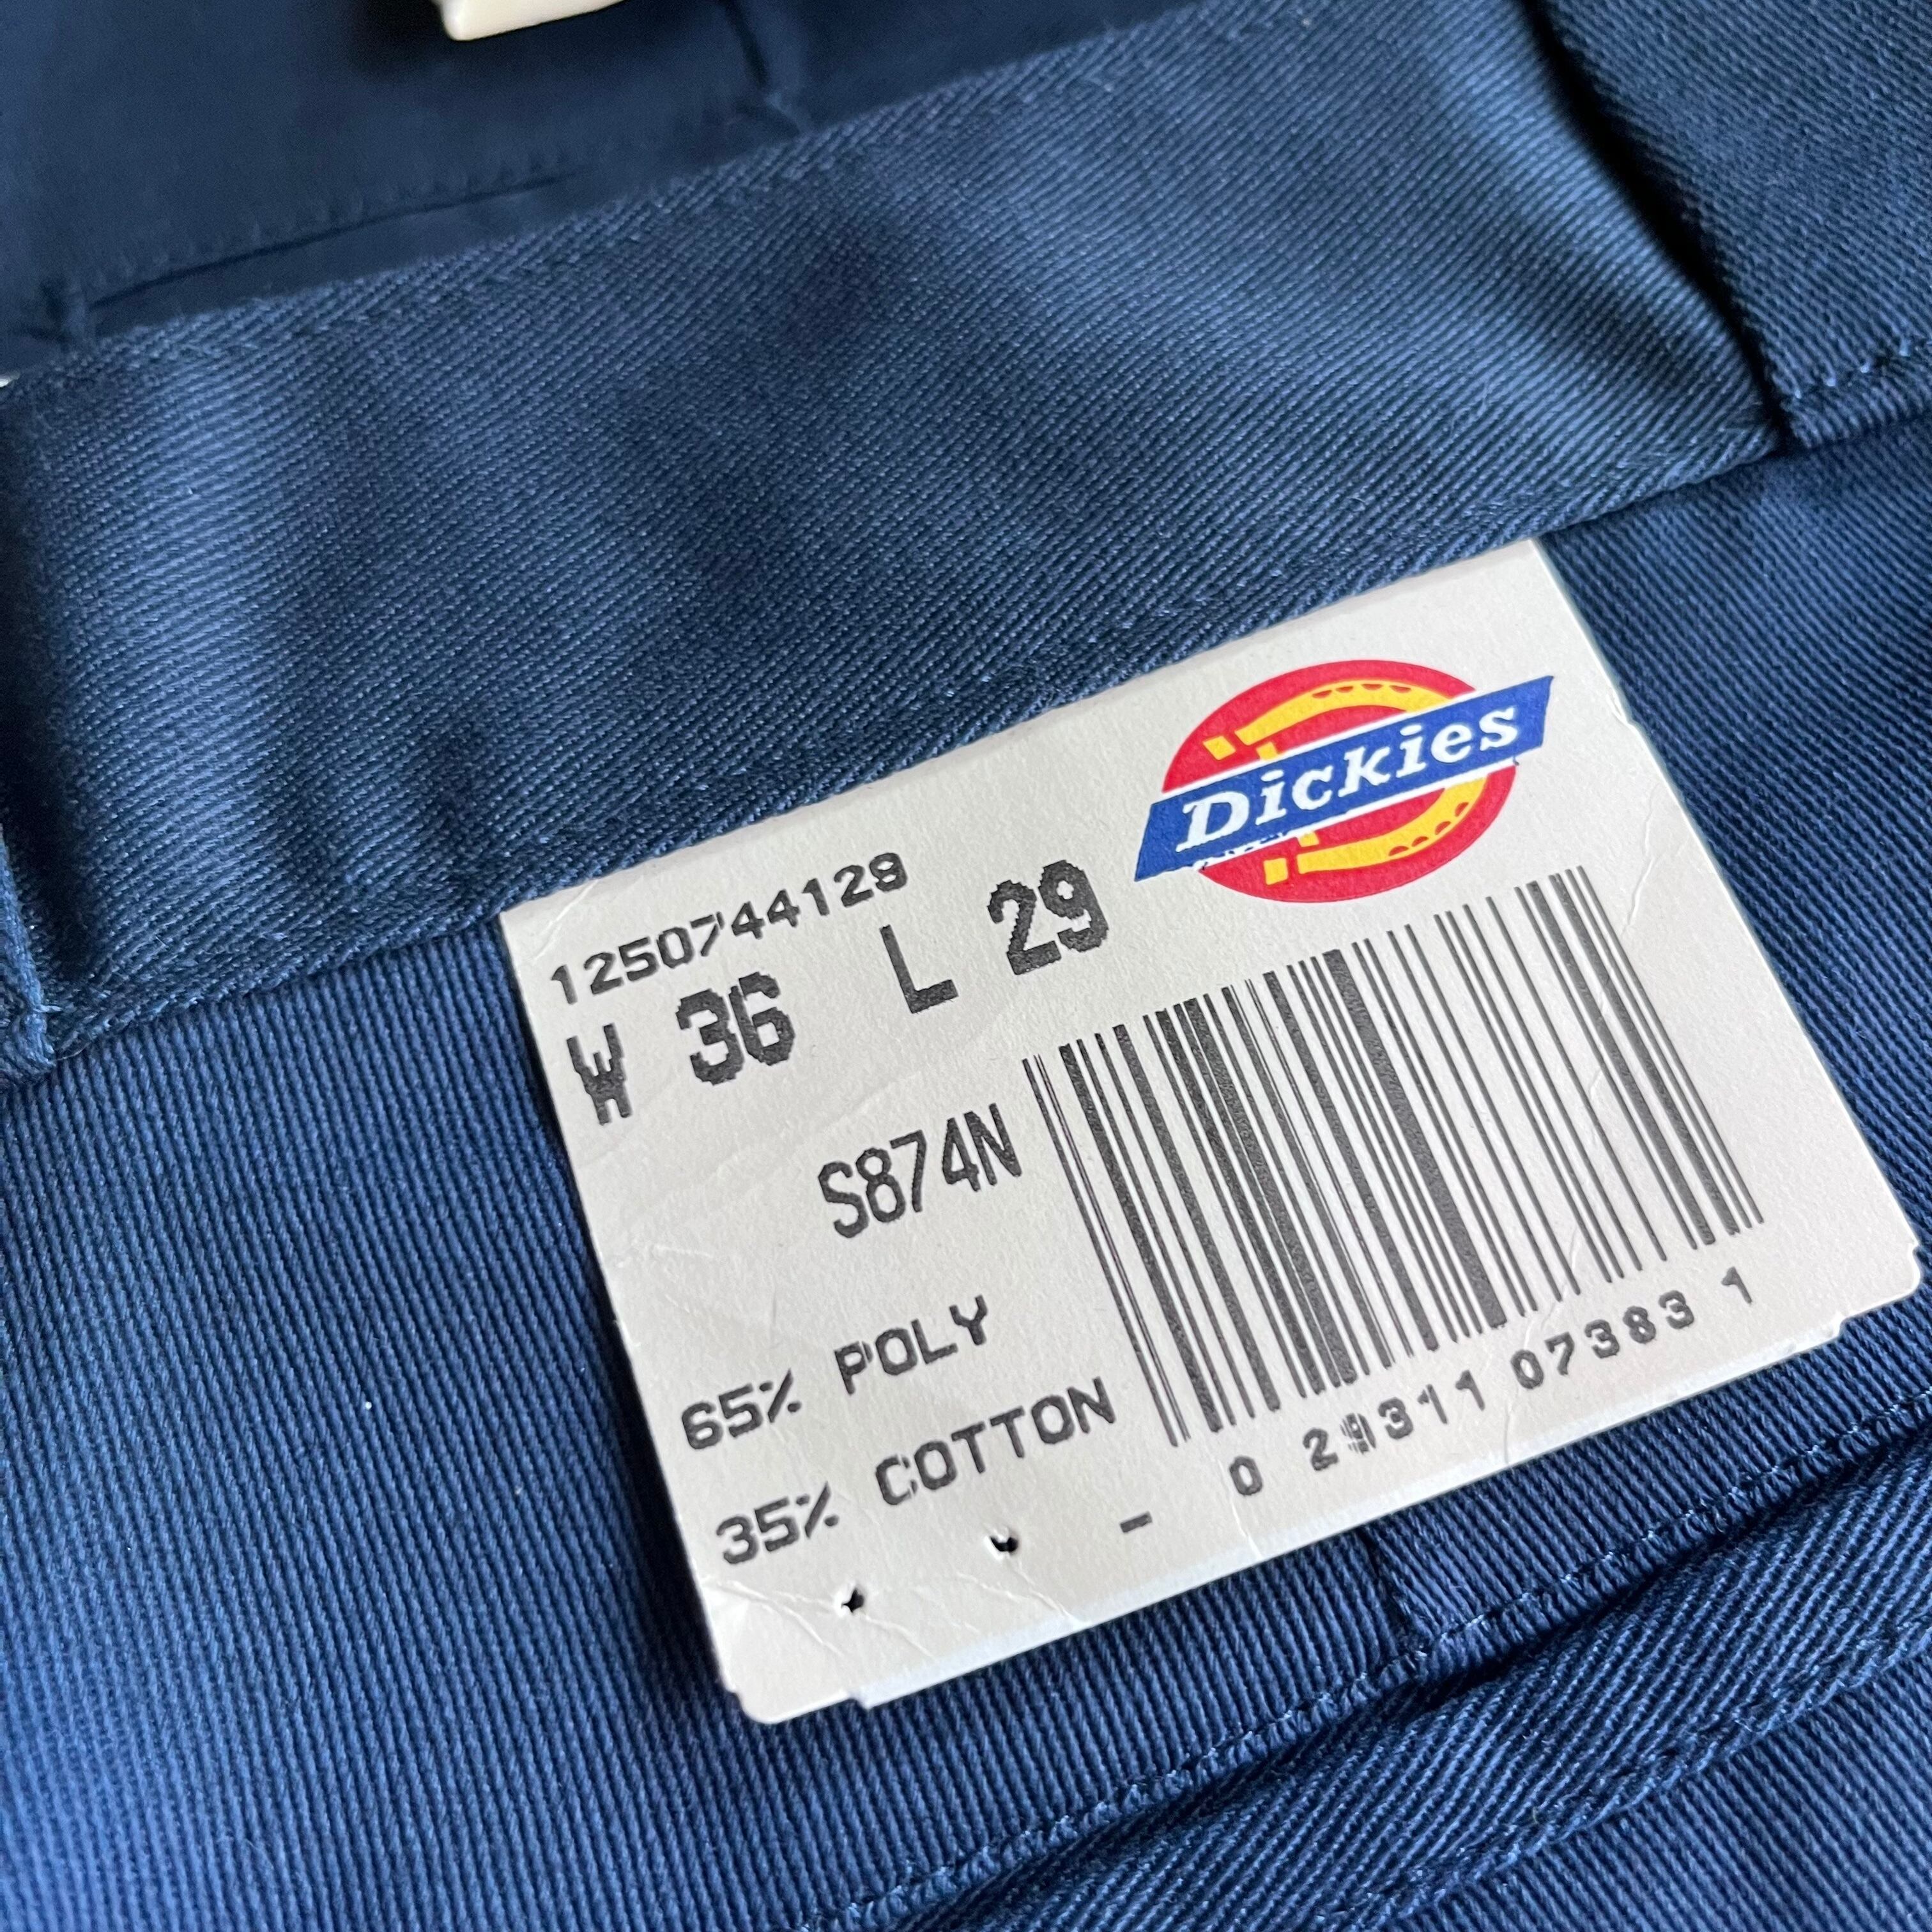 Dickies
1250744129
W 36 L 29
S874N
65% POLY
35% COTTON
0 29311 07383 1